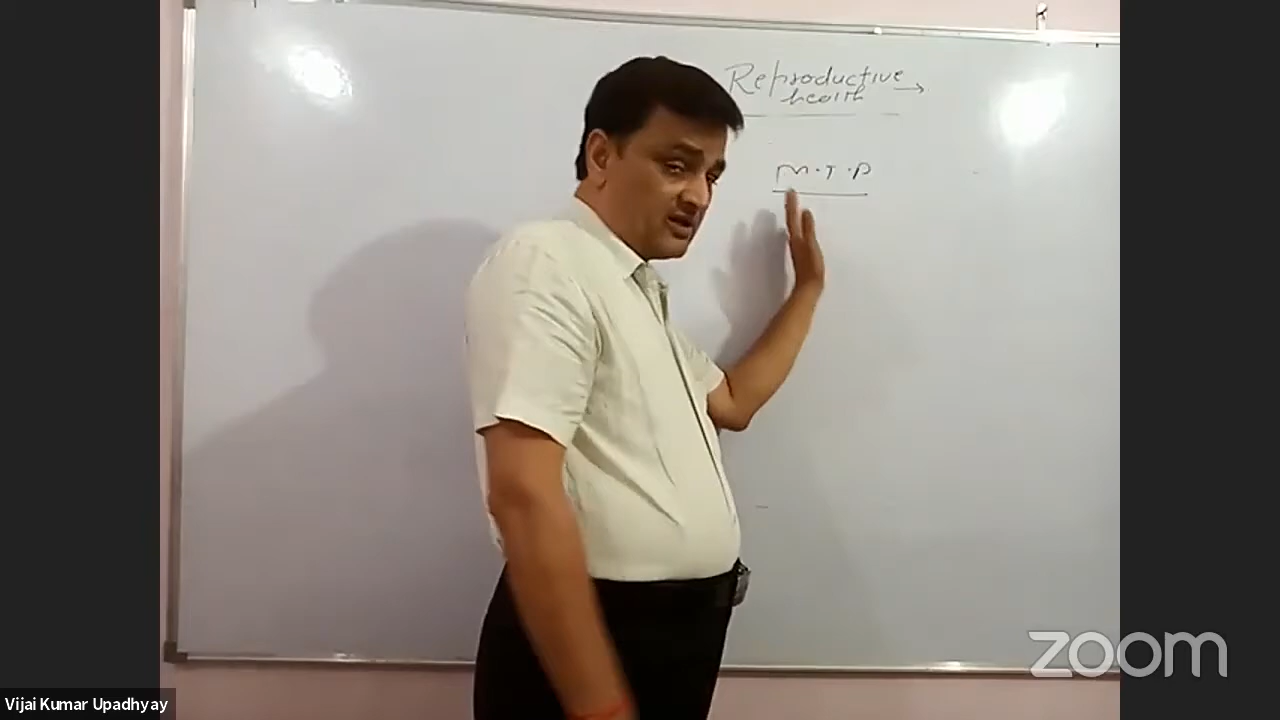 Reproductive
health →
M.T.P
zoom
Vijai Kumar Upadhyay